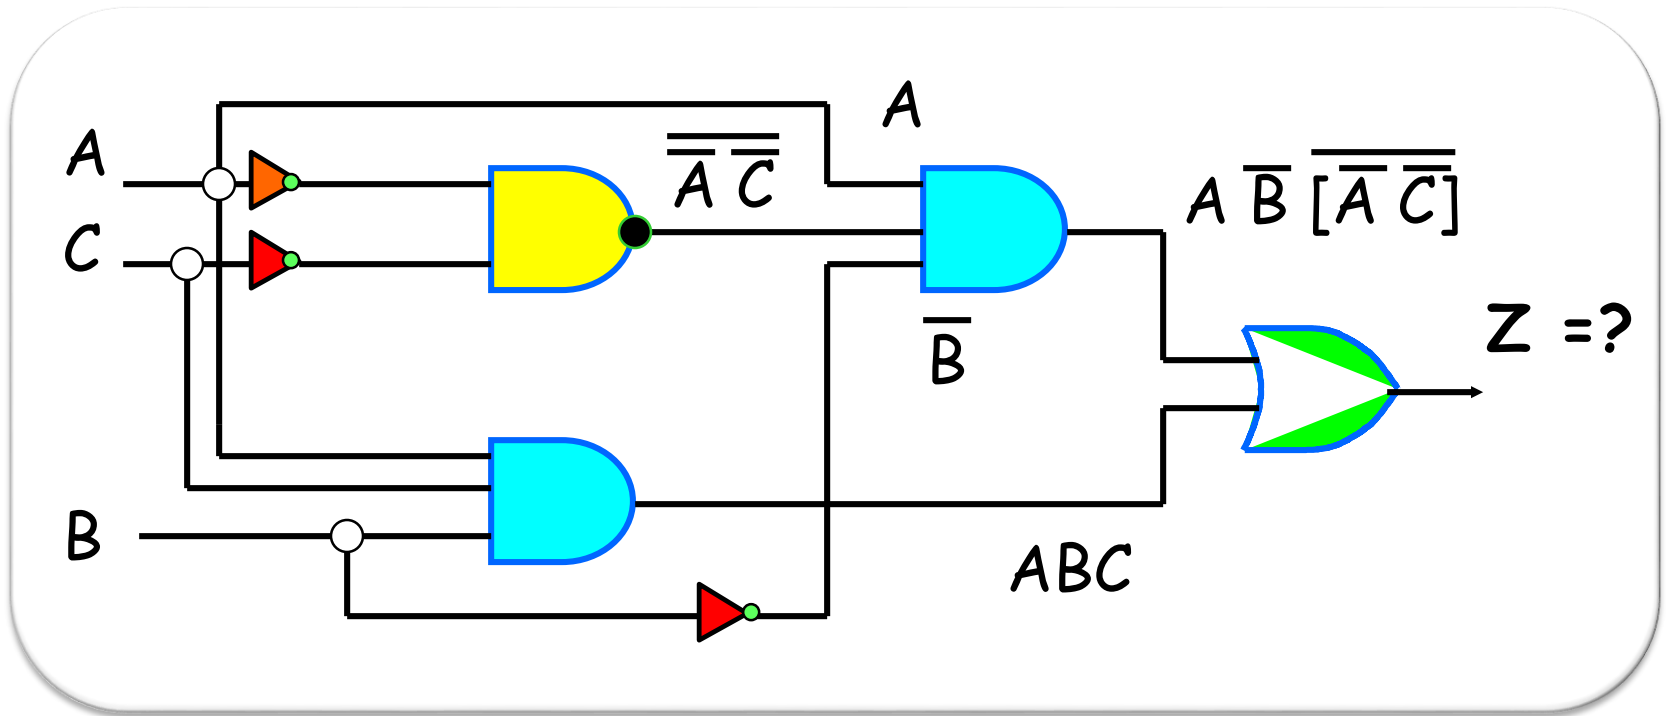 A
A
C
A̿ C̿
A B̅ [A̿ C̿]
Z =?
B̅
B
ABC